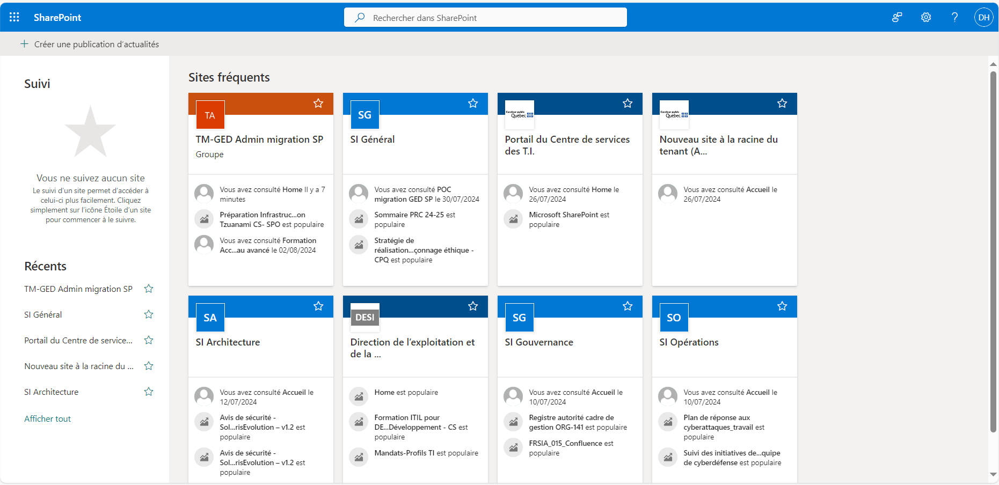 SharePoint
Rechercher dans SharePoint
?
DH
Créer une publication d’actualités
Suivi
Vous ne suivez aucun site
Le suivi d’un site permet d’accéder à
celui-ci plus facilement. Cliquez
simplement sur l’icône Étoile d’un site
pour commencer à le suivre.
Récents
TM-GED Admin migration SP
SI Général
Portail du Centre de service...
Nouveau site à la racine du ...
SI Architecture
Afficher tout
Sites fréquents
TA
TM-GED Admin migration SP
Groupe
Vous avez consulté Home Il y a 7
minutes
Préparation Infrastruc...on
Tzuanami CS- SPO est populaire
Vous avez consulté Formation
Acc...au avancé le 02/08/2024
SG
SI Général
Vous avez consulté POC
migration GED SP le 30/07/2024
Sommaire PRC 24-25 est
populaire
Stratégie de
réalisation...çonnage éthique -
CPQ est populaire
Curateur public
Québec
Portail du Centre de services
des T.I.
Vous avez consulté Home le
26/07/2024
Microsoft SharePoint est
populaire
Curateur public
Québec
Nouveau site à la racine du
tenant (A...
Vous avez consulté Accueil le
26/07/2024
SA
SI Architecture
Vous avez consulté Accueil le
12/07/2024
Avis de sécurité -
Sol...risEvolution – v1.2 est
populaire
Avis de sécurité -
Sol...risEvolution – v1.2 est
populaire
DESI
Direction de l’exploitation et
de la ...
Home est populaire
Formation ITIL pour
DE...Développement - CS est
populaire
Mandats-Profils TI est populaire
SG
SI Gouvernance
Vous avez consulté Accueil le
10/07/2024
Registre autorité cadre de
gestion ORG-141 est populaire
FRSIA_015_Confluence est
populaire
SO
SI Opérations
Vous avez consulté Accueil le
10/07/2024
Plan de réponse aux
cyberattaques_travail est
populaire
Suivi des initiatives de...quipe
de cyberdéfense est populaire